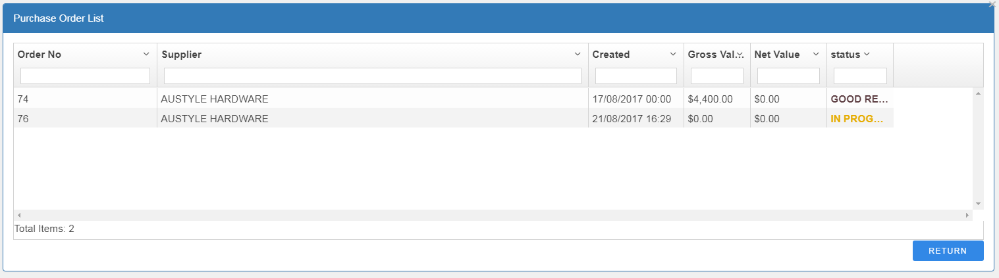 Purchase Order List
Order No Supplier Created Gross Val... Net Value status
74 AUSTYLE HARDWARE 17/08/2017 00:00 $4,400.00 $0.00 GOOD RE...
76 AUSTYLE HARDWARE 21/08/2017 16:29 $0.00 $0.00 IN PROG...
Total Items: 2
RETURN